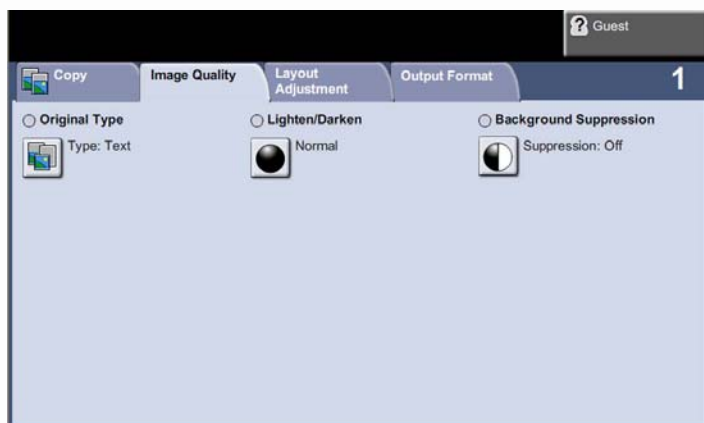 ? Guest
Copy
Image Quality
Layout
Adjustment
Output Format
1
Original Type
Lighten/Darken
Background Suppression
Type: Text
Normal
Suppression: Off